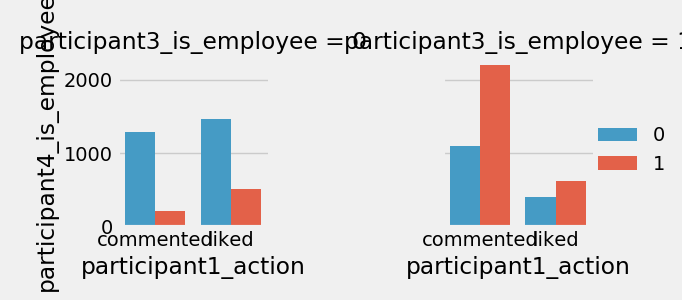 participant3_is_employee = 0
participant3_is_employee = 1
participant4_is_employee
2000
1000
0
commented
liked
commented
liked
participant1_action
participant1_action
0
1